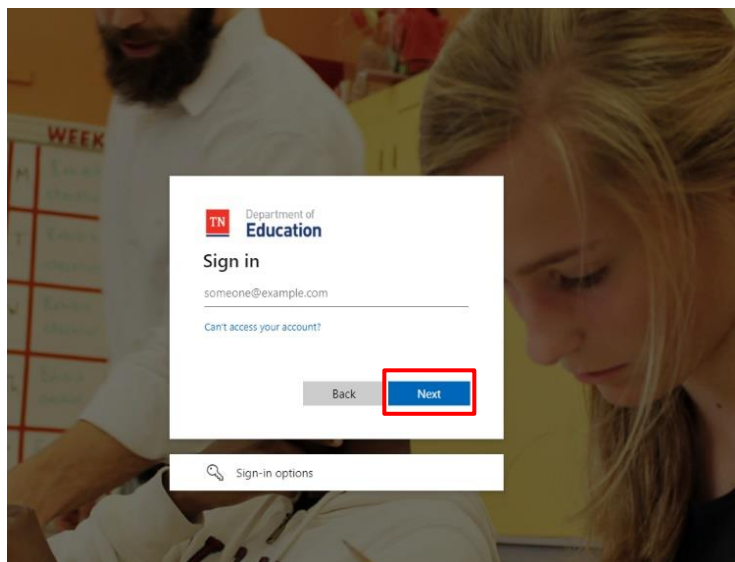 WEEK
M
T
TN
Department of
Education
Sign in
someone@example.com
Can't access your account?
Back
Next
Sign-in options